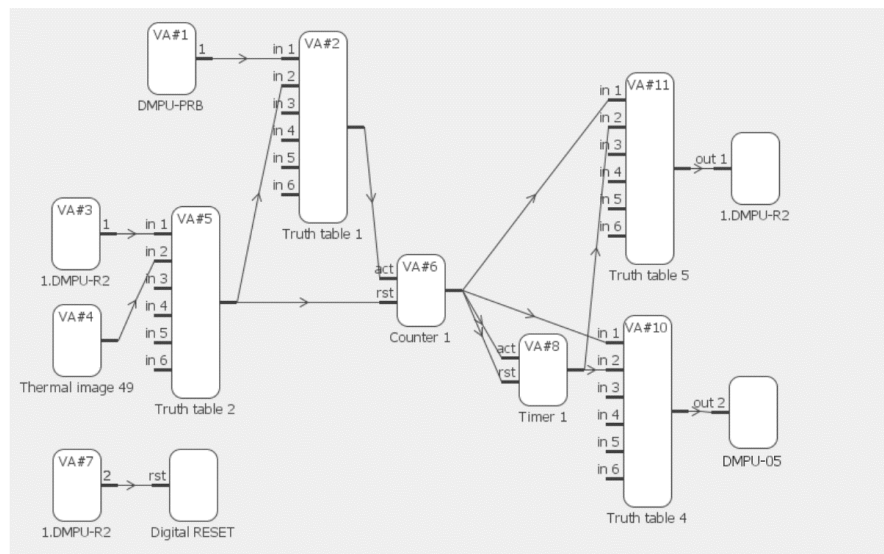 VA#1
1
DMPU-PRB
VA#2
in 1
in 2
in 3
in 4
in 5
in 6
Truth table 1
VA#3
1
1.DMPU-R2
VA#4
Thermal image 49
VA#5
in 1
in 2
in 3
in 4
in 5
in 6
Truth table 2
VA#6
act
rst
Counter 1
VA#7
2
1.DMPU-R2
rst
Digital RESET
VA#8
act
rst
Timer 1
VA#11
in 1
in 2
in 3
in 4
in 5
in 6
Truth table 5
out 1
1.DMPU-R2
VA#10
in 1
in 2
in 3
in 4
in 5
in 6
Truth table 4
out 2
DMPU-05